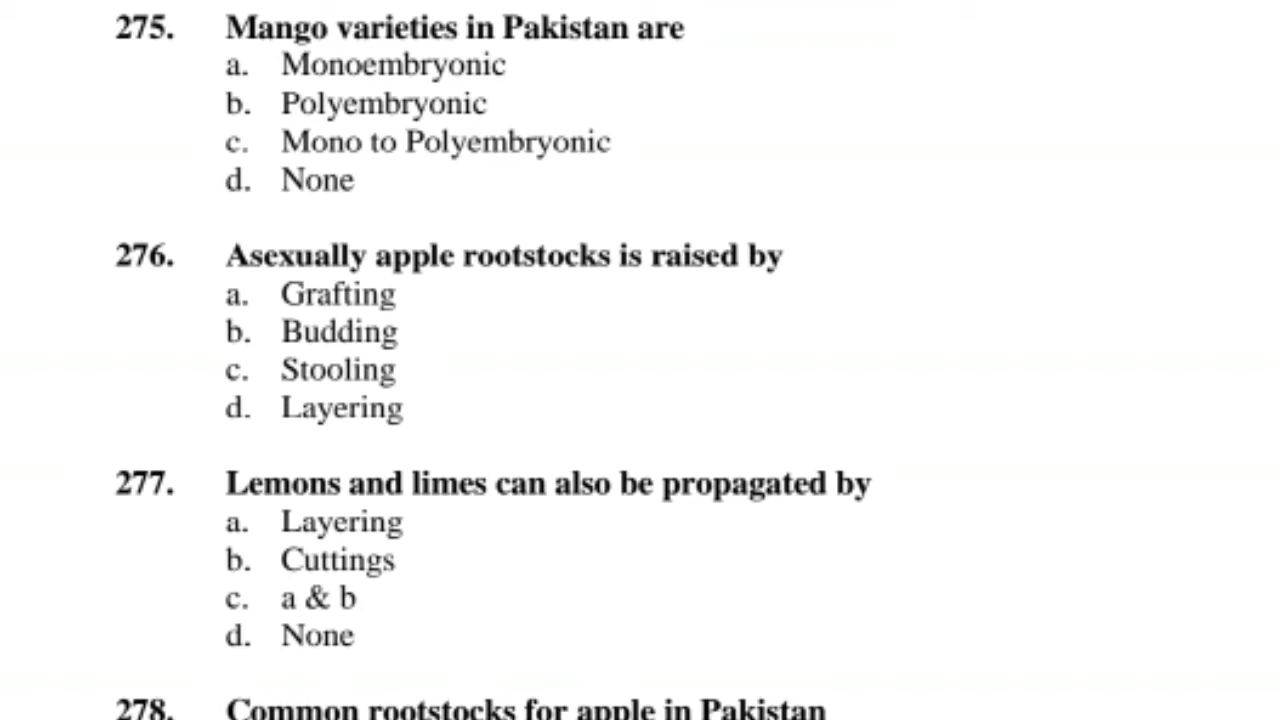 275. Mango varieties in Pakistan are
a. Monoembryonic
b. Polyembryonic
c. Mono to Polyembryonic
d. None
276. Asexually apple rootstocks is raised by
a. Grafting
b. Budding
c. Stooling
d. Layering
277. Lemons and limes can also be propagated by
a. Layering
b. Cuttings
c. a & b
d. None
278. Common rootstocks for apple in Pakistan